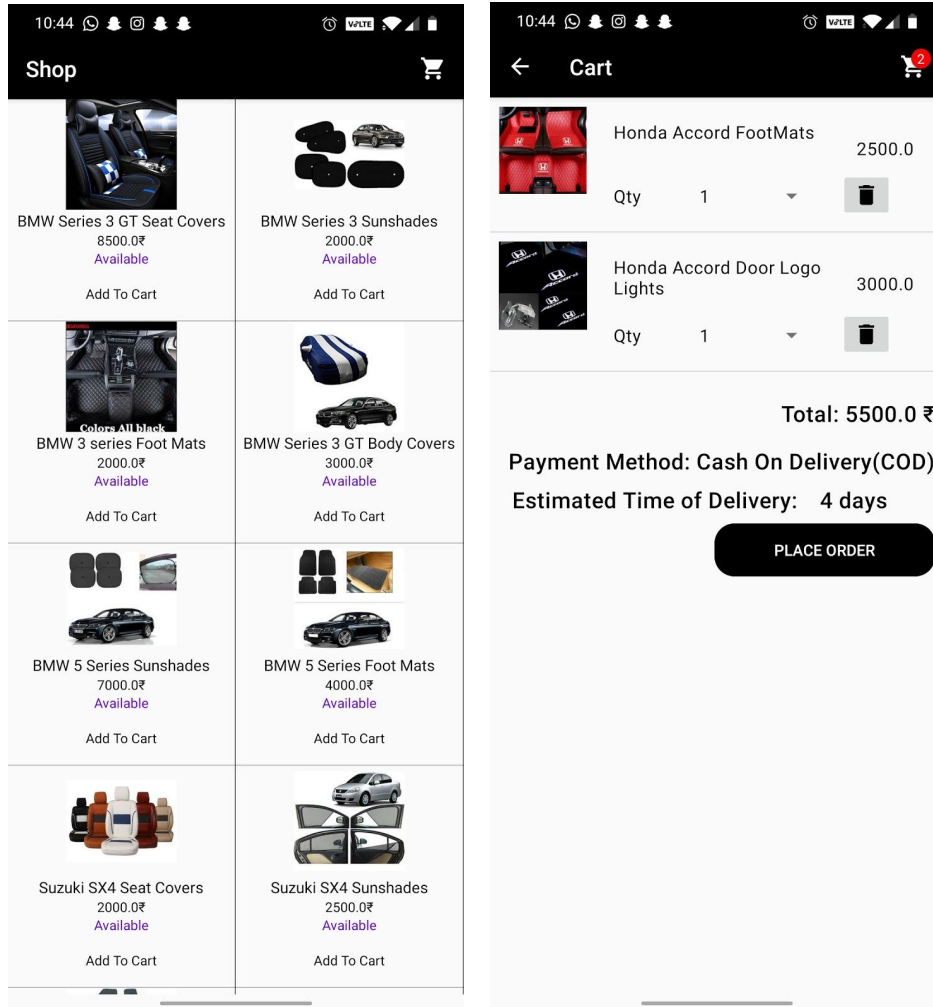 10:44
VoLTE
Shop
BMW Series 3 GT Seat Covers
8500.0₹
Available
Add To Cart
BMW Series 3 Sunshades
2000.0₹
Available
Add To Cart
Colors All black
BMW 3 series Foot Mats
2000.0₹
Available
Add To Cart
BMW Series 3 GT Body Covers
3000.0₹
Available
Add To Cart
BMW 5 Series Sunshades
7000.0₹
Available
Add To Cart
BMW 5 Series Foot Mats
4000.0₹
Available
Add To Cart
Suzuki SX4 Seat Covers
2000.0₹
Available
Add To Cart
Suzuki SX4 Sunshades
2500.0₹
Available
Add To Cart
10:44
VoLTE
Cart
2
Honda Accord FootMats
2500.0
Qty 1
Accord
Accord
Accord
Accord
Honda Accord Door Logo
Lights
3000.0
Qty 1
Total: 5500.0 ₹
Payment Method: Cash On Delivery(COD)
Estimated Time of Delivery: 4 days
PLACE ORDER